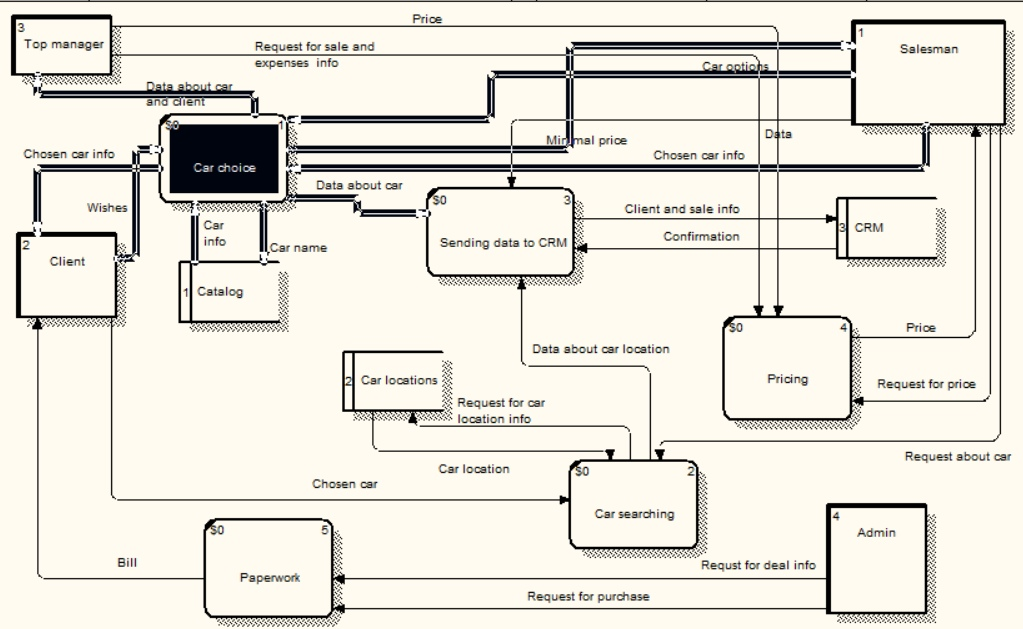 3
Top manager
Price
Request for sale and
expenses info
1
Salesman
Car options
Data about car
and client
$0
1
Car choice
Minimal price
Data
Chosen car info
Chosen car info
Wishes
Data about car
$0
3
Sending data to CRM
Client and sale info
Confirmation
3
CRM
2
Client
Car
info
Car name
1
Catalog
$0
4
Pricing
Price
Request for price
Data about car location
2
Car locations
Request for car
location info
Car location
Request about car
$0
2
Car searching
Chosen car
4
Admin
$0
5
Paperwork
Bill
Requst for deal info
Request for purchase